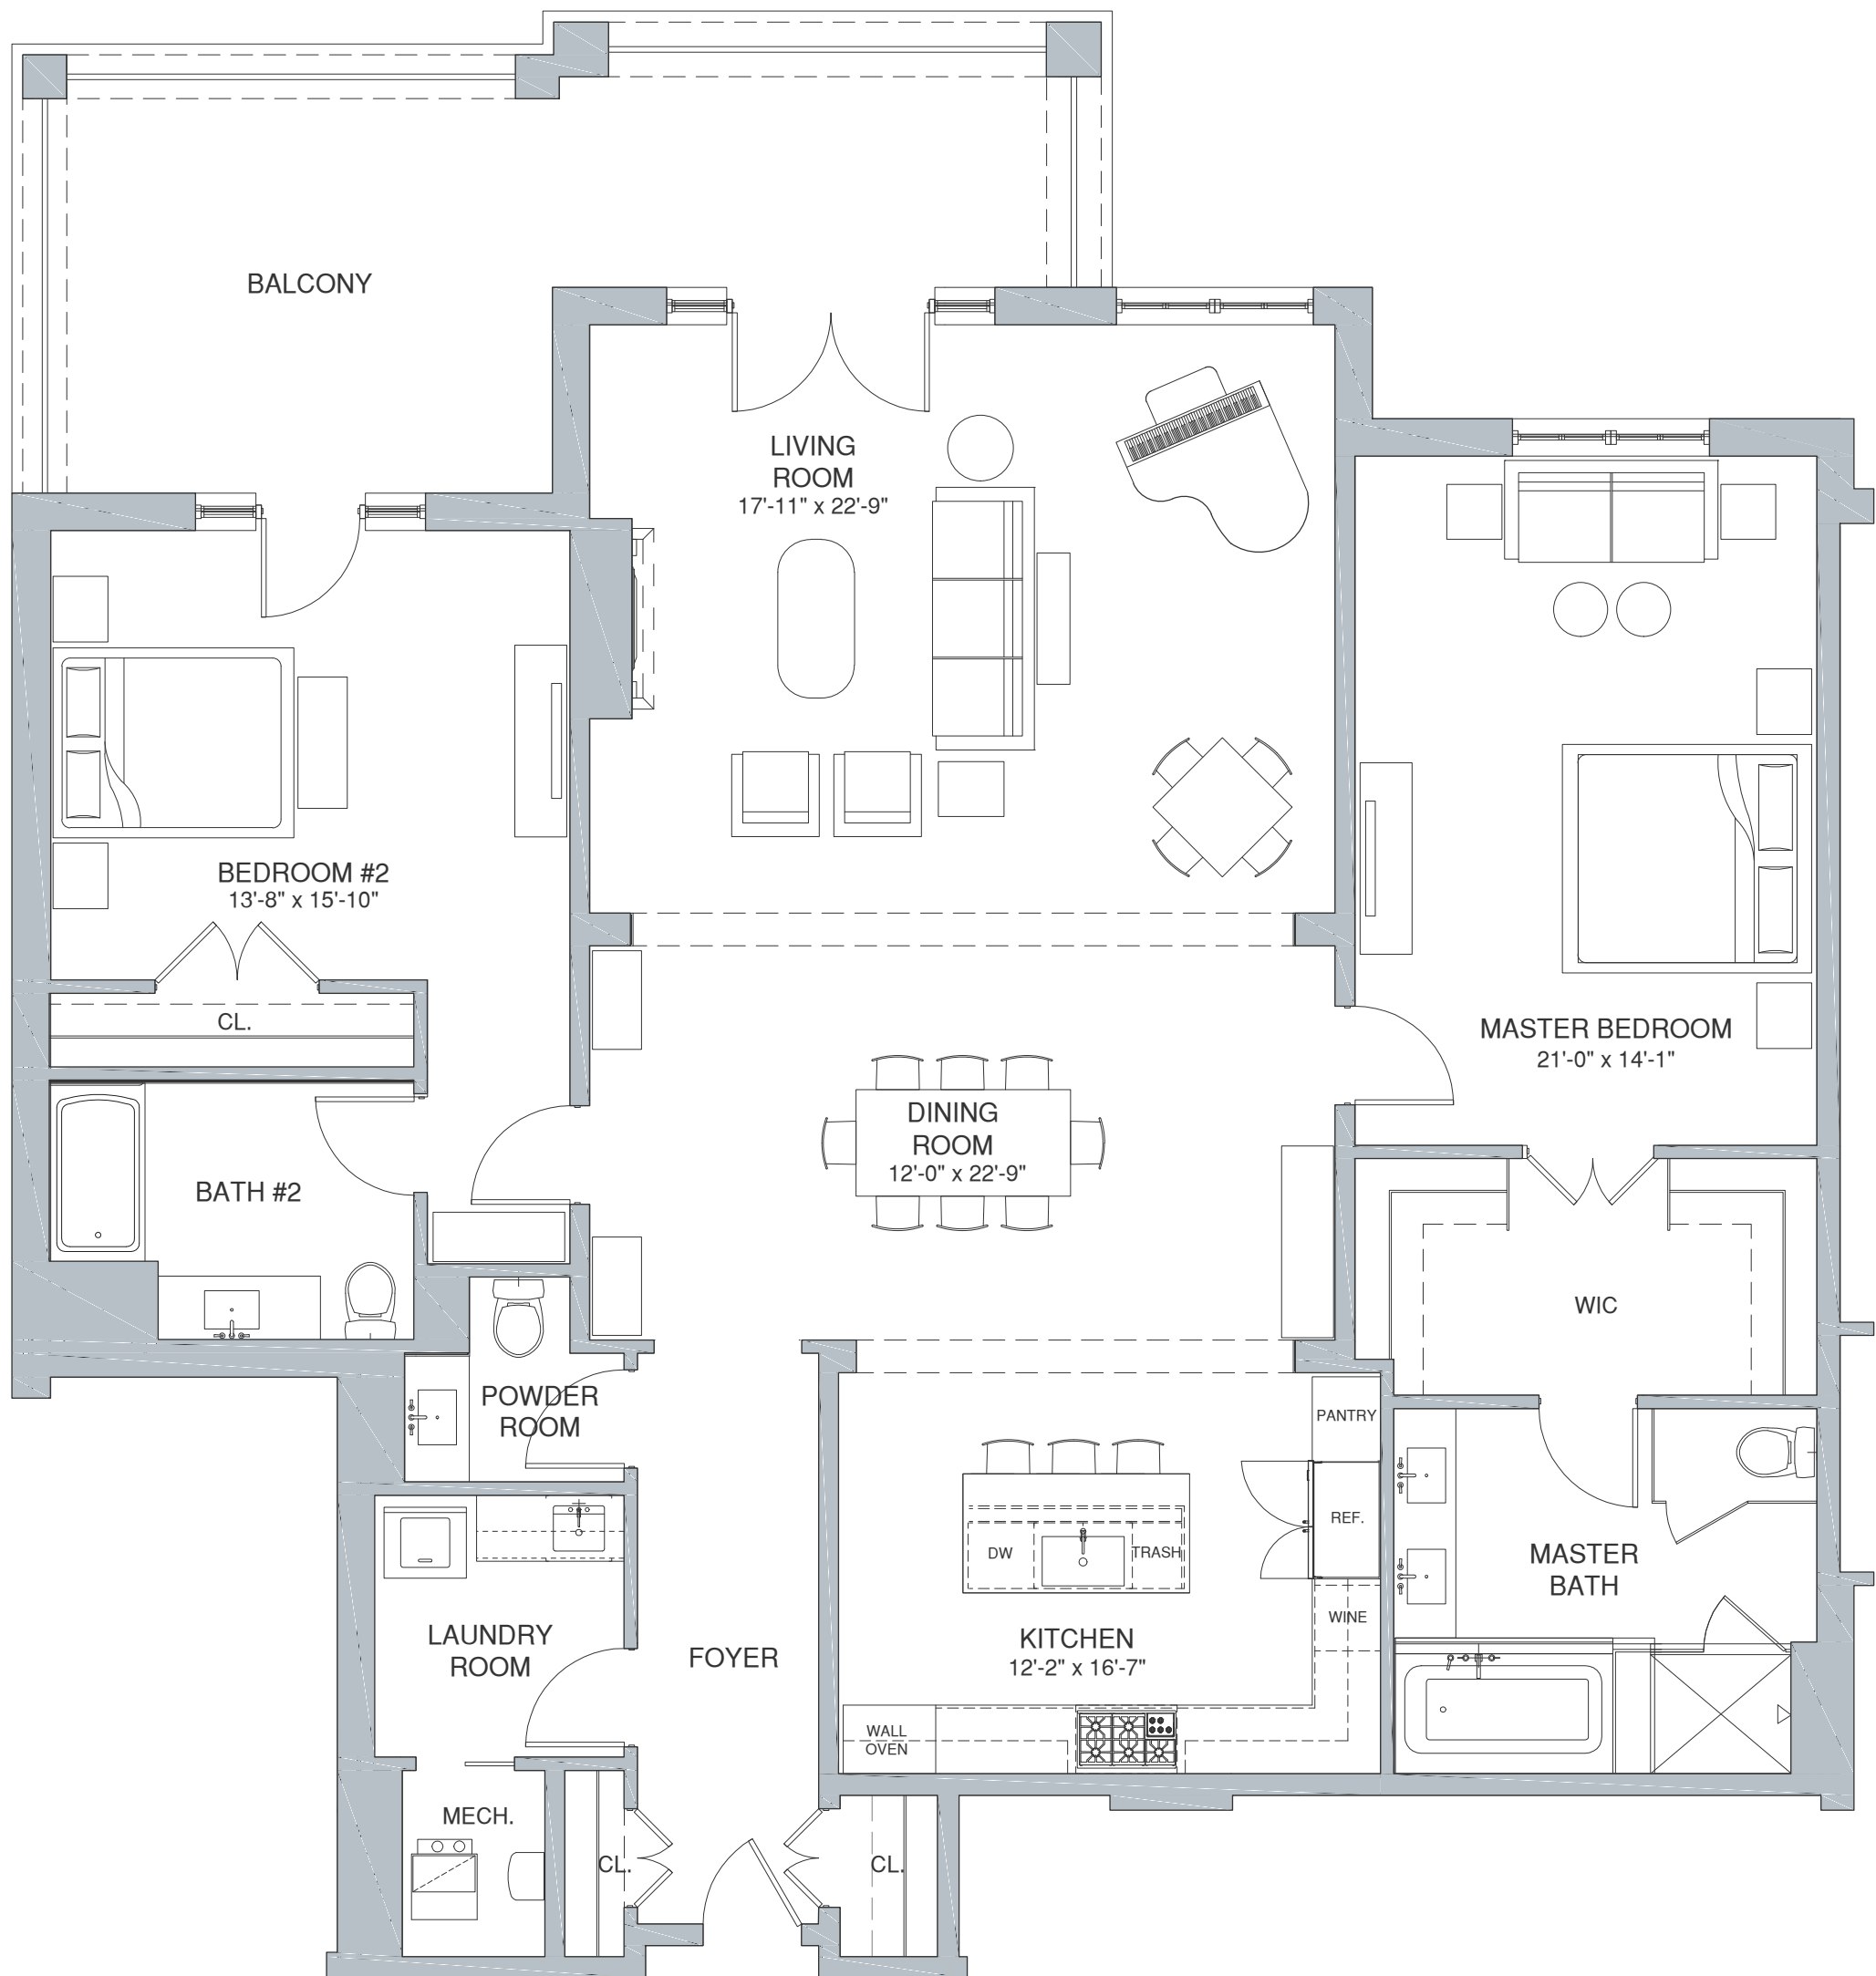 BALCONY
LIVING
ROOM
17'-11" x 22'-9"
BEDROOM #2
13'-8" x 15'-10"
CL.
MASTER BEDROOM
21'-0" x 14'-1"
DINING
ROOM
12'-0" x 22'-9"
BATH #2
WIC
POWDER
ROOM
PANTRY
REF.
DW
TRASH
WINE
MASTER
BATH
LAUNDRY
ROOM
FOYER
KITCHEN
12'-2" x 16'-7"
WALL
OVEN
MECH.
CL.
CL.